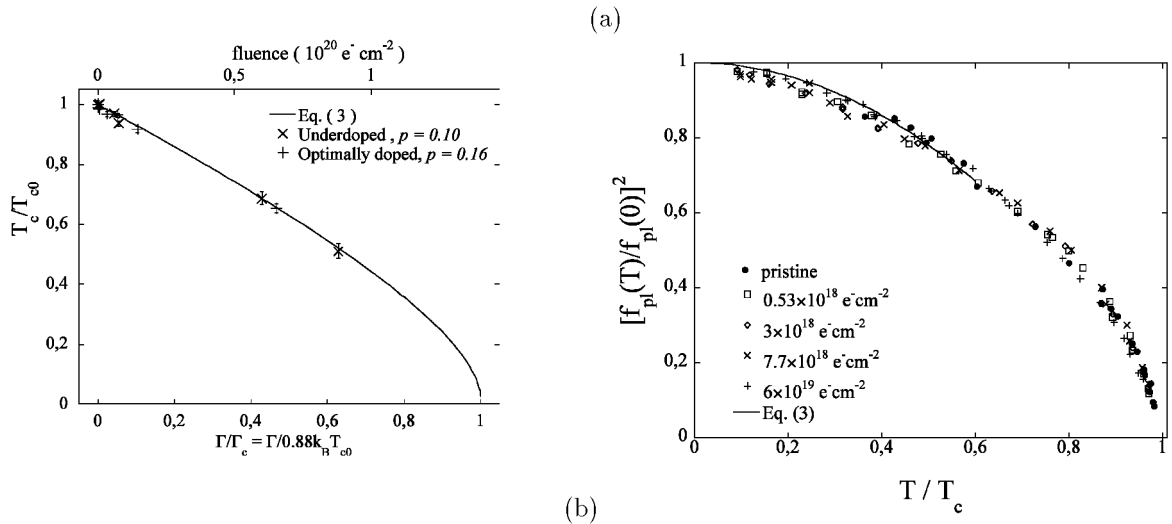 (a)
fluence ( 10^20 e^- cm^-2)
0 0,6 1
1
0,8
0,6
0,4
0,2
0
T_c/T_c0
Eq. ( 3 )
Underdoped , p = 0.10
Optimally doped, p = 0.16
0 0,2 0,4 0,6 0,8 1
Γ/Γ_c = Γ/0.88k_B T_c0
1
0,8
0,6
0,4
0,2
0
[f_pl(T)/f_pl(0)]^2
pristine
0.53×10^18 e^-cm^-2
3×10^18 e^-cm^-2
7.7×10^18 e^-cm^-2
6×10^19 e^-cm^-2
Eq. (3)
0 0,2 0,4 0,6 0,8 1
T / T_c
(b)